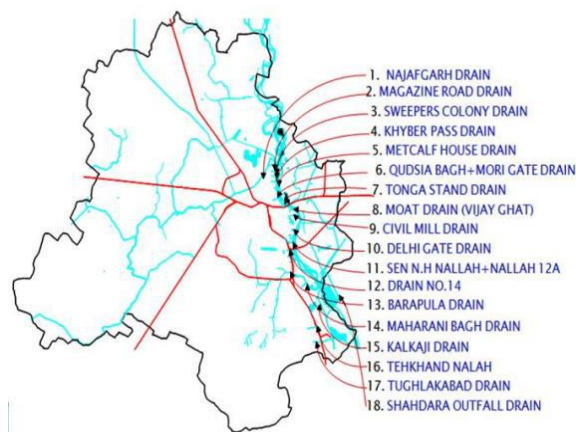 1. NAJAFGARH DRAIN
2. MAGAZINE ROAD DRAIN
3. SWEEPERS COLONY DRAIN
4. KHYBER PASS DRAIN
5. METCALF HOUSE DRAIN
6. QUDSIA BAGH+MORI GATE DRAIN
7. TONGA STAND DRAIN
8. MOAT DRAIN (VIJAY GHAT)
9. CIVIL MILL DRAIN
10. DELHI GATE DRAIN
11. SEN N.H NALLAH+NALLAH 12A
12. DRAIN NO.14
13. BARAPULA DRAIN
14. MAHARANI BAGH DRAIN
15. KALKAJI DRAIN
16. TEHKHAND NALAH
17. TUGHLAKABAD DRAIN
18. SHAHDARA OUTFALL DRAIN